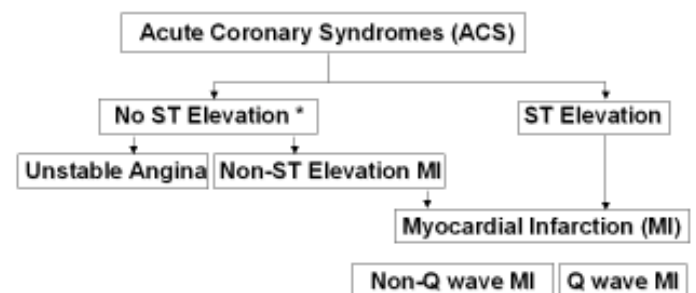 Acute Coronary Syndromes (ACS)
No ST Elevation *
ST Elevation
Unstable Angina
Non-ST Elevation MI
Myocardial Infarction (MI)
Non-Q wave MI
Q wave MI